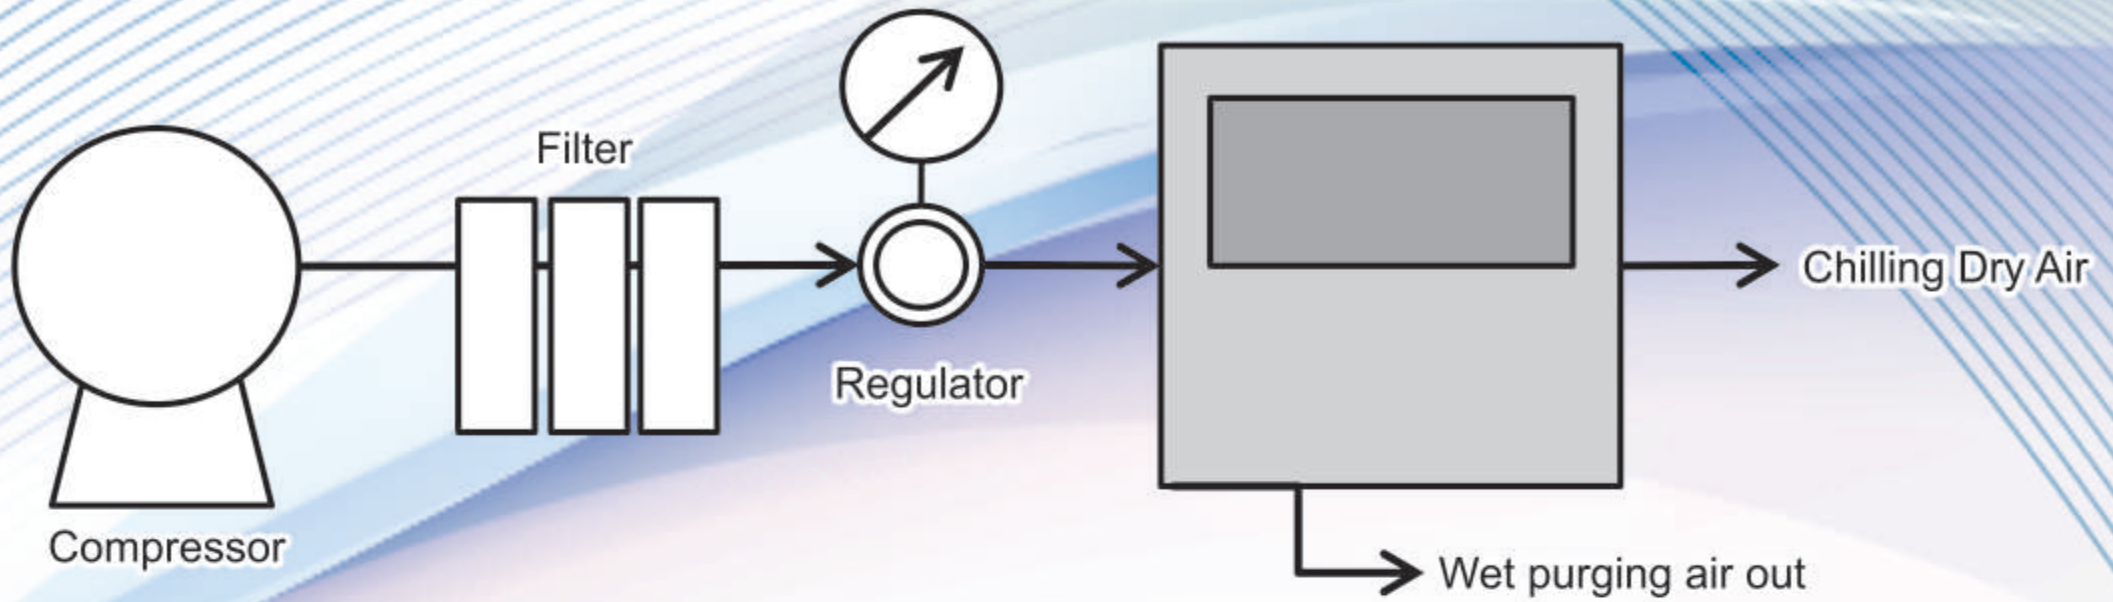 Filter
Chilling Dry Air
Regulator
Compressor
Wet purging air out